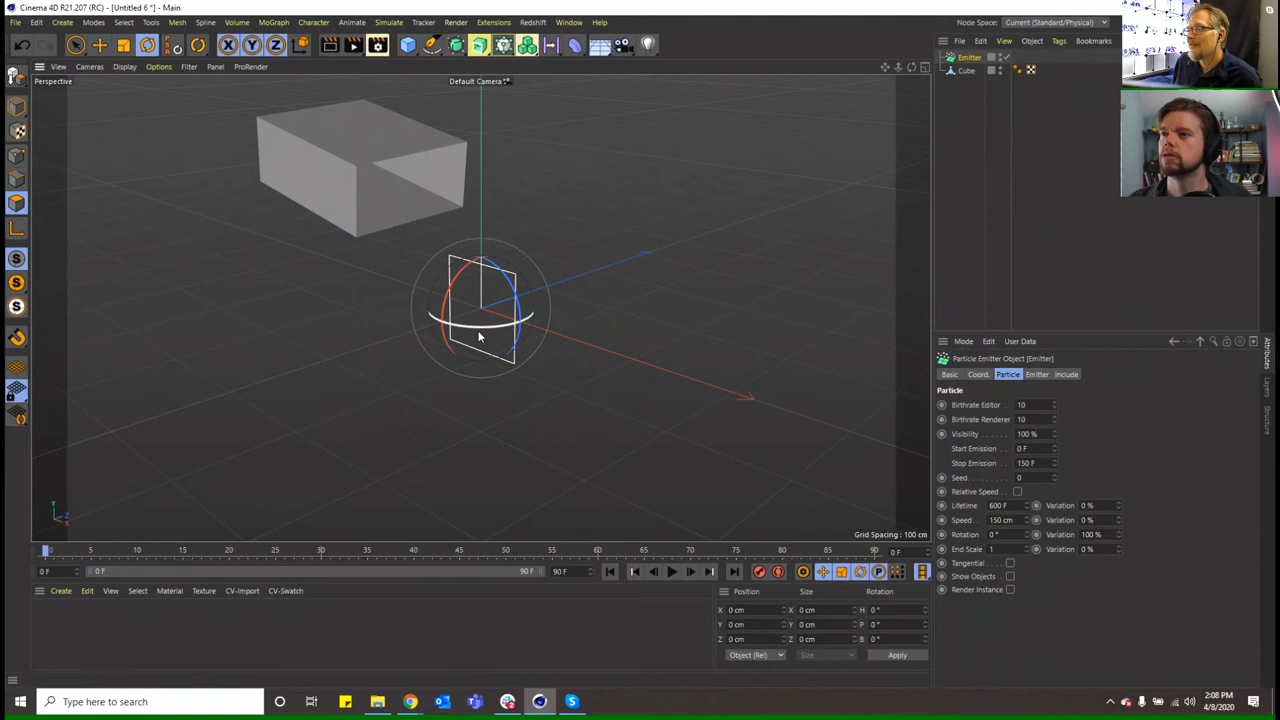 Cinema 4D R21.207 (RC) - [Untitled 6 *] - Main
File Edit Create Modes Select Tools Mesh Spline Volume MoGraph Character Animate Simulate Tracker Render Extensions Redshift Window Help
Node Space: Current (Standard/Physical)
View Cameras Display Options Filter Panel ProRender
File Edit View Object Tags Bookmarks
Perspective
Default Camera
Emitter
Cube
Mode Edit User Data
Particle Emitter Object [Emitter]
Basic Coord. Particle Emitter Include
Particle
Birthrate Editor 10
Birthrate Renderer 10
Visibility 100 %
Start Emission 0 F
Stop Emission 150 F
Seed 0
Relative Speed
Lifetime 600 F Variation 0 %
Speed 150 cm Variation 0 %
Rotation 0 ° Variation 100 %
End Scale 1 Variation 0 %
Tangential
Show Objects
Render Instance
Attributes
Layers
Structure
Y
Z
X
Grid Spacing : 100 cm
0 5 10 15 20 25 30 35 40 45 50 55 60 65 70 75 80 85 90 0 F
0 F 0 F 90 F 90 F
Create Edit View Select Material Texture CV-Import CV-Swatch
Position Size Rotation
X 0 cm X 0 cm H 0 °
Y 0 cm Y 0 cm P 0 °
Z 0 cm Z 0 cm B 0 °
Object (Rel) Size Apply
Type here to search
2:08 PM
4/8/2020